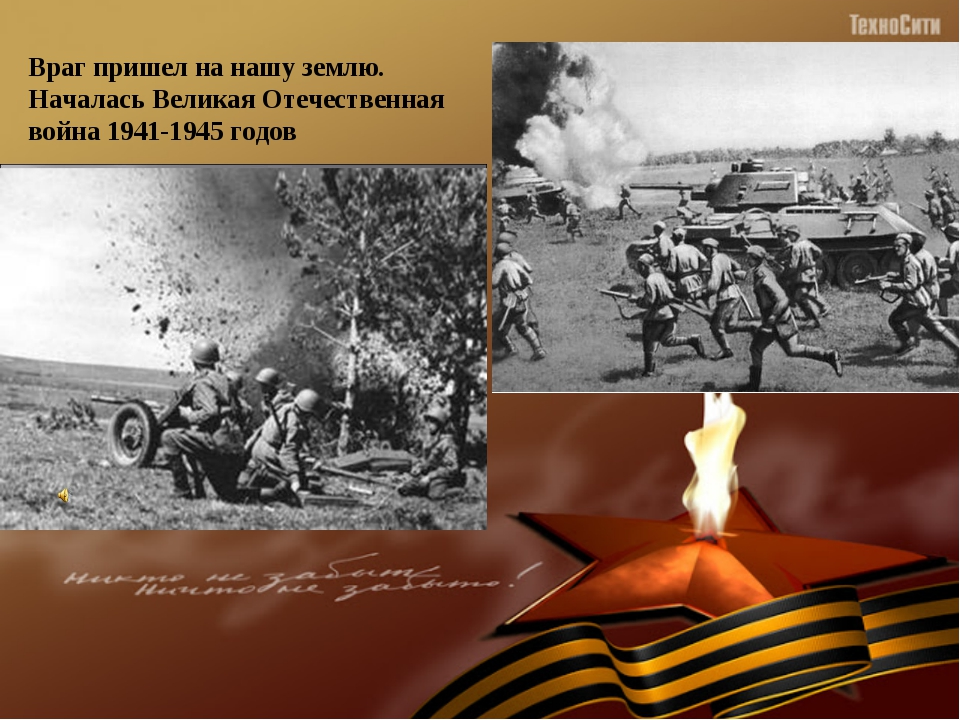 ТехноСити
Враг пришел на нашу землю.
Началась Великая Отечественная
война 1941-1945 годов
никто не забыт,
ничто не забыто!